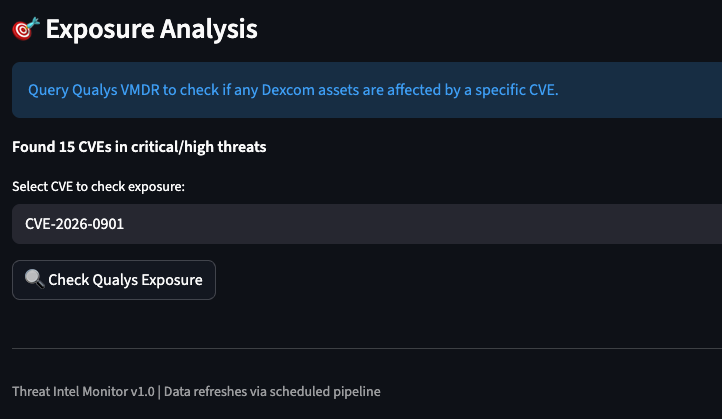 🎯 Exposure Analysis
Query Qualys VMDR to check if any Dexcom assets are affected by a specific CVE.
Found 15 CVEs in critical/high threats
Select CVE to check exposure:
CVE-2026-0901
🔍 Check Qualys Exposure
Threat Intel Monitor v1.0 | Data refreshes via scheduled pipeline